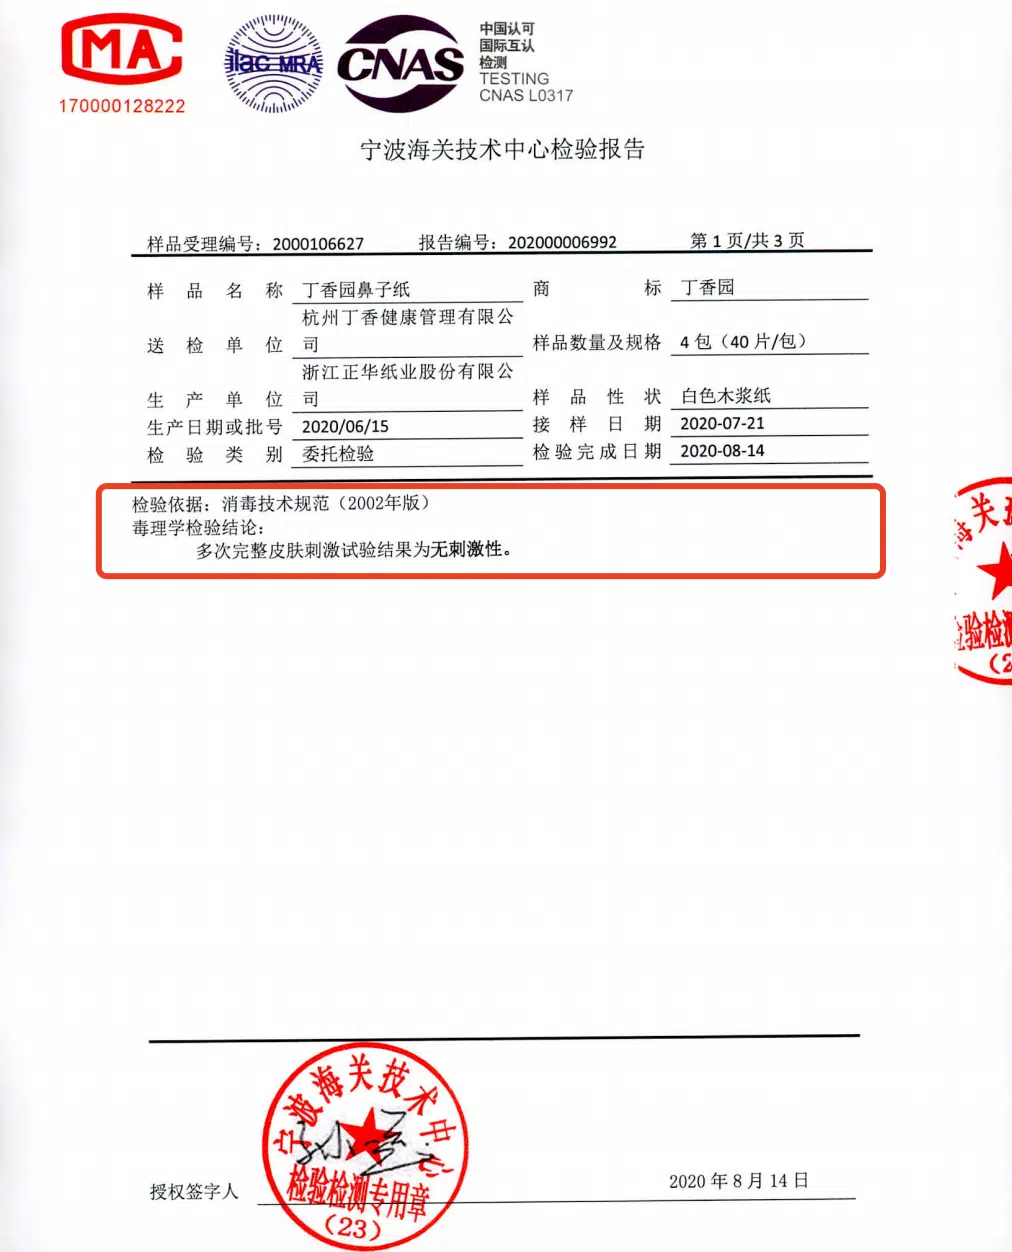 MA
170000128222
ilac-MRA
CNAS
中国认可
国际互认
检测
TESTING
CNAS L0317
宁波海关技术中心检验报告
样品受理编号：2000106627 报告编号：202000006992 第 1 页/共 3 页
样品名称 丁香园鼻子纸 商标 丁香园
杭州丁香健康管理有限公
送检单位 司 样品数量及规格 4 包（40 片/包）
浙江正华纸业股份有限公
生产单位 司 样品性状 白色木浆纸
生产日期或批号 2020/06/15 接样日期 2020-07-21
检验类别 委托检验 检验完成日期 2020-08-14
检验依据：消毒技术规范（2002年版）
毒理学检验结论：
多次完整皮肤刺激试验结果为无刺激性。
关
验检测
宁波海关技术中心
检验检测专用章
（23）
授权签字人
2020 年 8 月 14 日